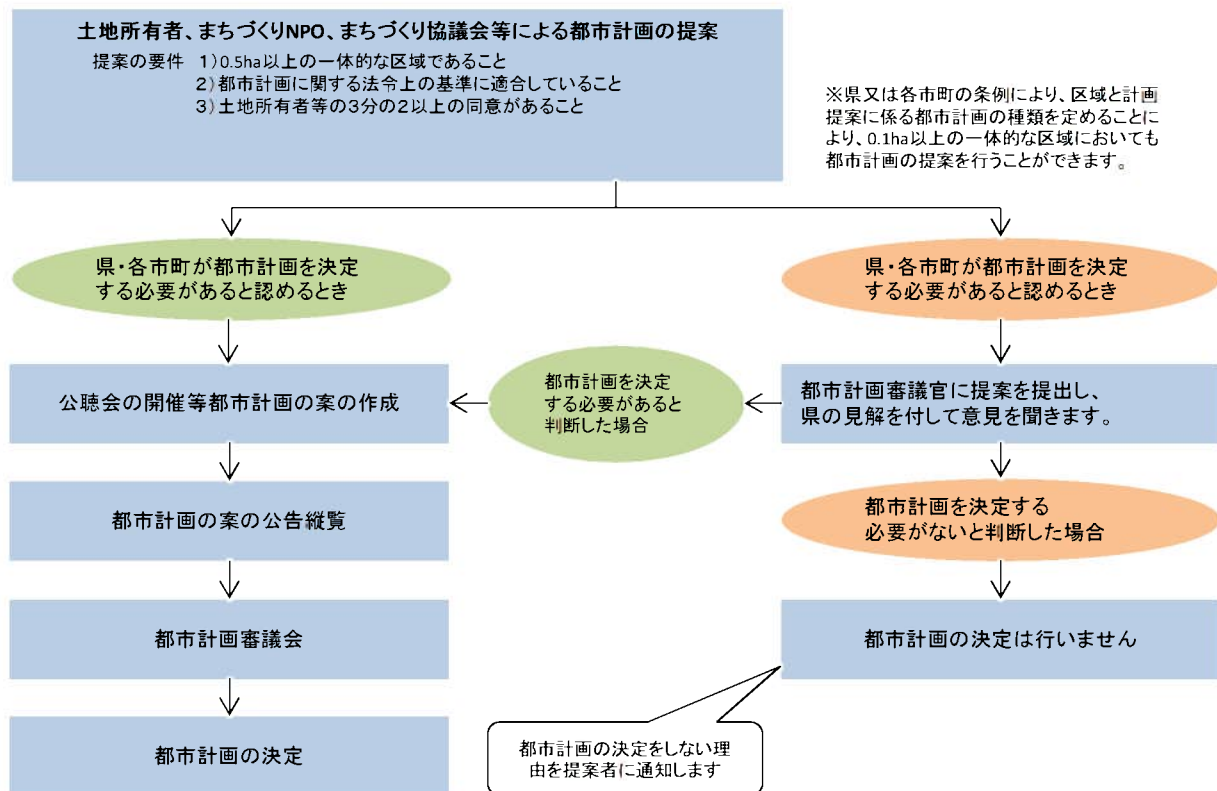 土地所有者、まちづくりNPO、まちづくり協議会等による都市計画の提案
提案の要件 1)0.5ha以上の一体的な区域であること
2)都市計画に関する法令上の基準に適合していること
3)土地所有者等の3分の2以上の同意があること
※県又は各市町の条例により、区域と計画
提案に係る都市計画の種類を定めることに
より、0.1ha以上の一体的な区域においても
都市計画の提案を行うことができます。
県・各市町が都市計画を決定
する必要があると認めるとき
県・各市町が都市計画を決定
する必要があると認めるとき
公聴会の開催等都市計画の案の作成
都市計画を決定
する必要があると
判断した場合
都市計画審議官に提案を提出し、
県の見解を付して意見を聞きます。
都市計画の案の公告縦覧
都市計画を決定する
必要がないと判断した場合
都市計画審議会
都市計画の決定は行いません
都市計画の決定
都市計画の決定をしない理
由を提案者に通知します